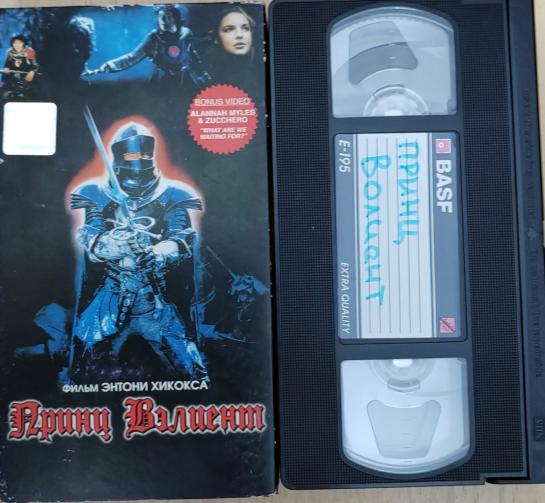 BONUS VIDEO
ALANNAH MYLES
& ZUCCHERO
"WHAT ARE WE
WAITING FOR?"
ФИЛЬМ ЭНТОНИ ХИКОКСА
Принц Вэлиент
BASF
E-195
EXTRA QUALITY
ПРИНЦ
ВОЛИАНТ
VHS